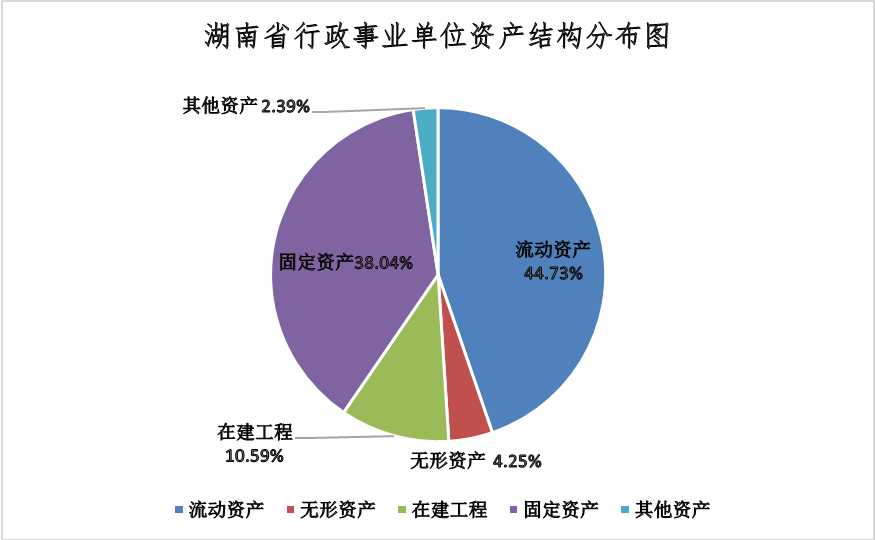 湖南省行政事业单位资产结构分布图
其他资产 2.39%
流动资产
44.73%
固定资产38.04%
在建工程
10.59%
无形资产 4.25%
流动资产 无形资产 在建工程 固定资产 其他资产